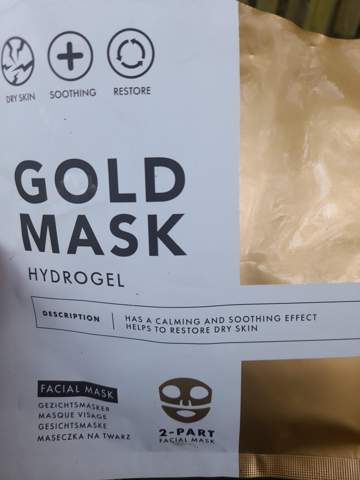 DRY SKIN
SOOTHING
RESTORE
GOLD
MASK
HYDROGEL
DESCRIPTION
HAS A CALMING AND SOOTHING EFFECT
HELPS TO RESTORE DRY SKIN
FACIAL MASK
GEZICHTSMASKER
MASQUE VISAGE
GESICHTSMASKE
MASECZKA NA TWARZ
2-PART
FACIAL MASK